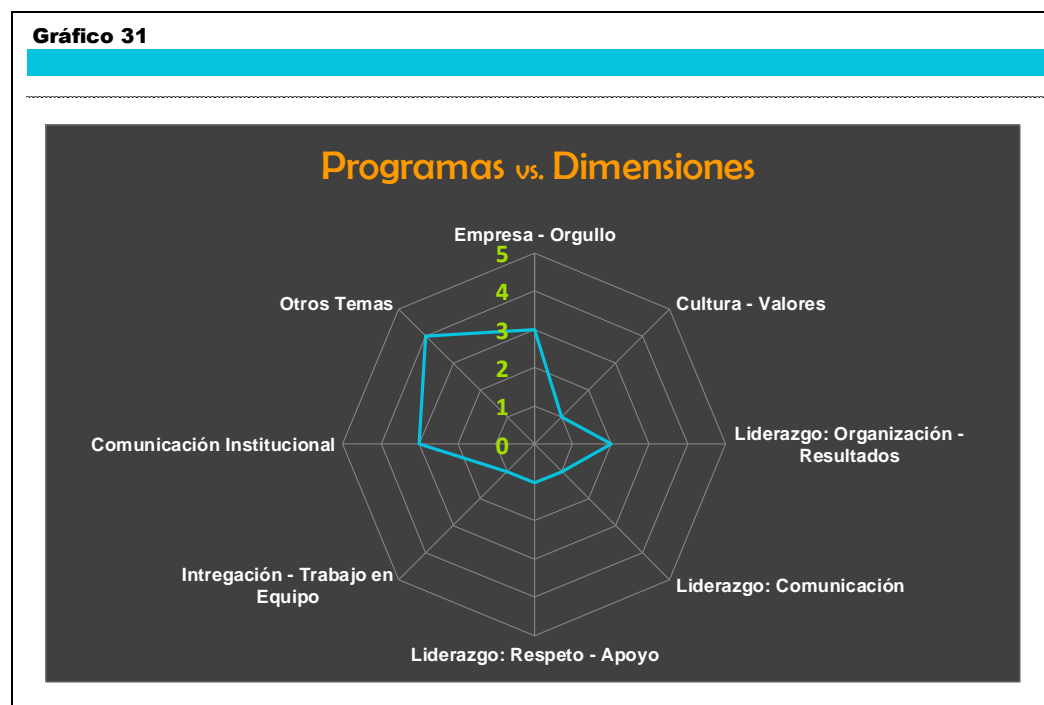 Gráfico 31
Programas vs. Dimensiones
Empresa - Orgullo
5
Otros Temas
Cultura - Valores
4
3
2
1
Comunicación Institucional
0
Liderazgo: Organización -
Resultados
Intregación - Trabajo en
Equipo
Liderazgo: Comunicación
Liderazgo: Respeto - Apoyo